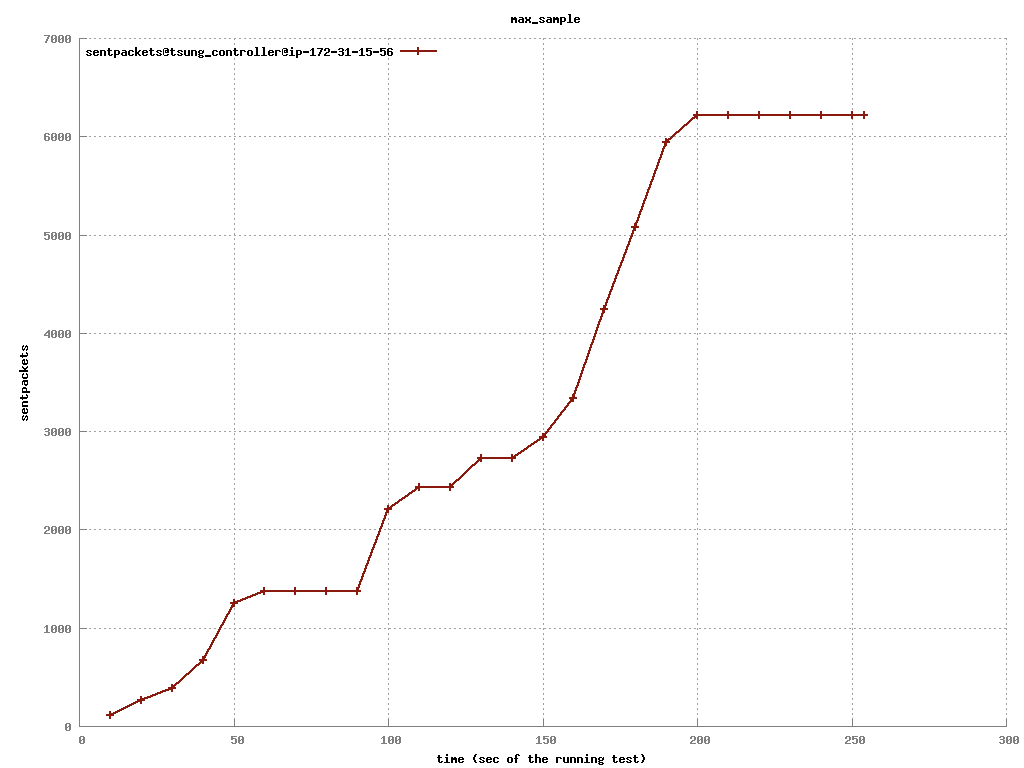 max_sample
7000
sentpackets@tsung_controller@ip-172-31-15-56
6000
5000
4000
sentpackets
3000
2000
1000
0
0 50 100 150 200 250 300
time (sec of the running test)